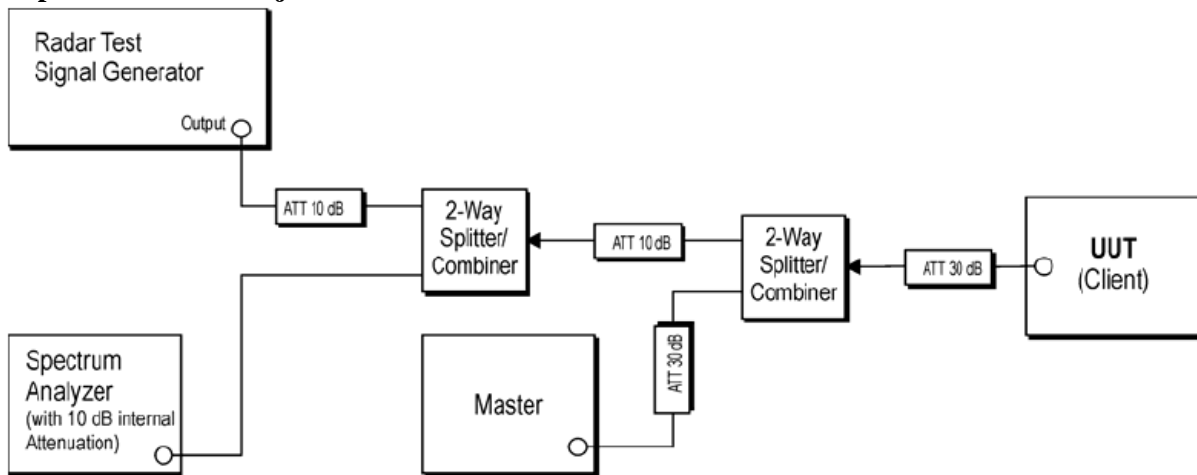 Radar Test
Signal Generator
Output
ATT 10 dB
2-Way
Splitter/
Combiner
ATT 10 dB
2-Way
Splitter/
Combiner
ATT 30 dB
UUT
(Client)
Spectrum
Analyzer
(with 10 dB internal
Attenuation)
Master
ATT 30 dB